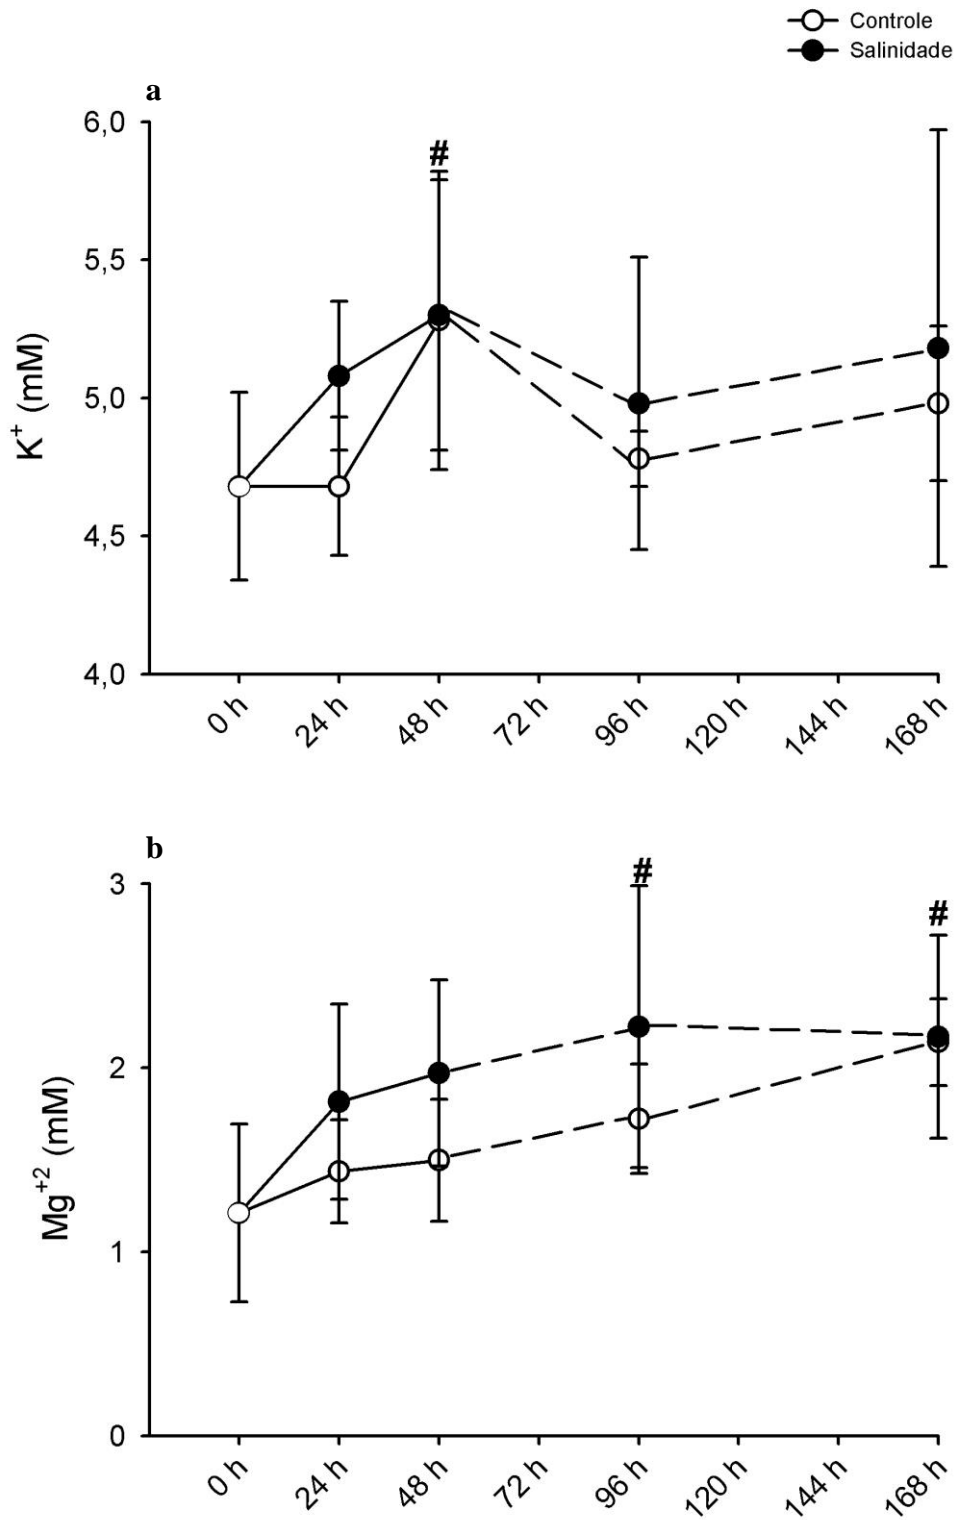 Controle
Salinidade
a
6,0
#
5,5
K+ (mM)
5,0
4,5
4,0
0 h 24 h 48 h 72 h 96 h 120 h 144 h 168 h
b
3
#
#
2
Mg+2 (mM)
1
0
0 h 24 h 48 h 72 h 96 h 120 h 144 h 168 h